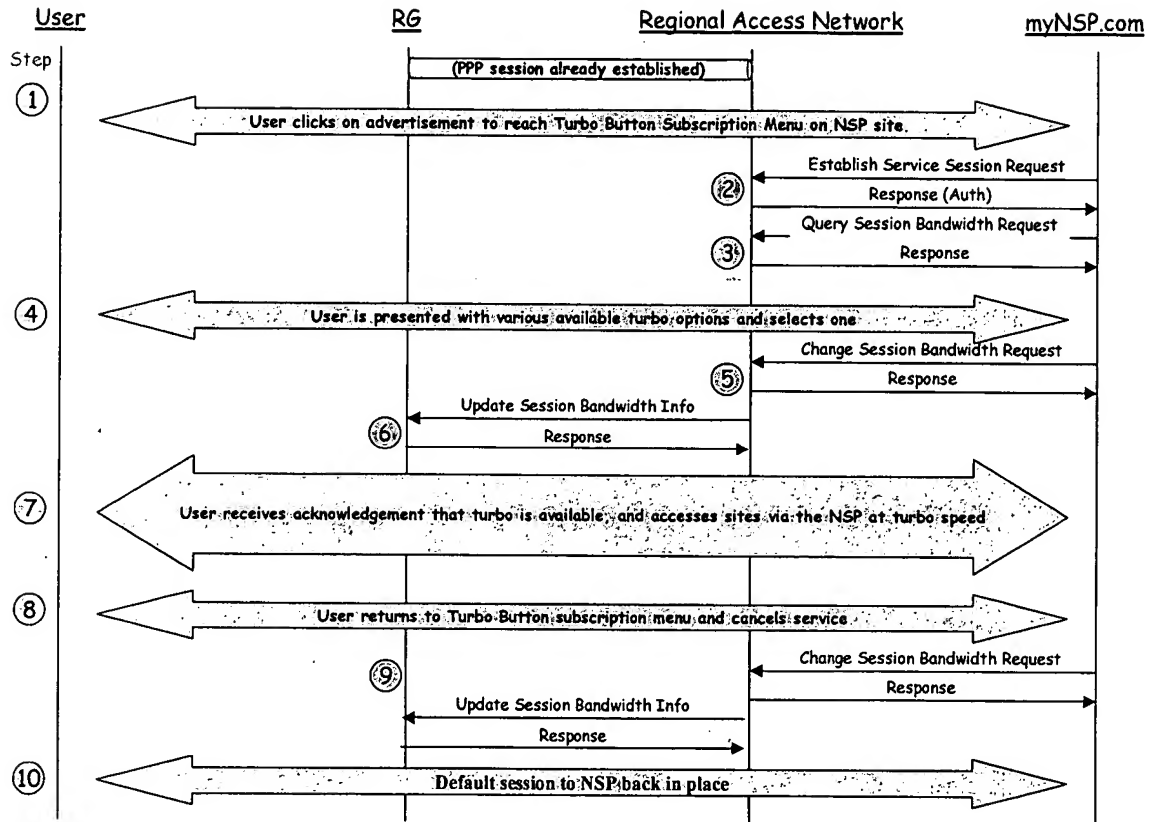 User RG Regional Access Network myNSP.com
Step
(PPP session already established)
1
User clicks on advertisement to reach Turbo Button Subscription Menu on NSP site.
Establish Service Session Request
2
Response (Auth)
Query Session Bandwidth Request
3
Response
4
User is presented with various available turbo options and selects one
Change Session Bandwidth Request
5
Response
Update Session Bandwidth Info
6
Response
7
User receives acknowledgement that turbo is available, and accesses sites via the NSP at turbo speed
8
User returns to Turbo Button subscription menu and cancels service
Change Session Bandwidth Request
9
Response
Update Session Bandwidth Info
Response
10
Default session to NSP back in place